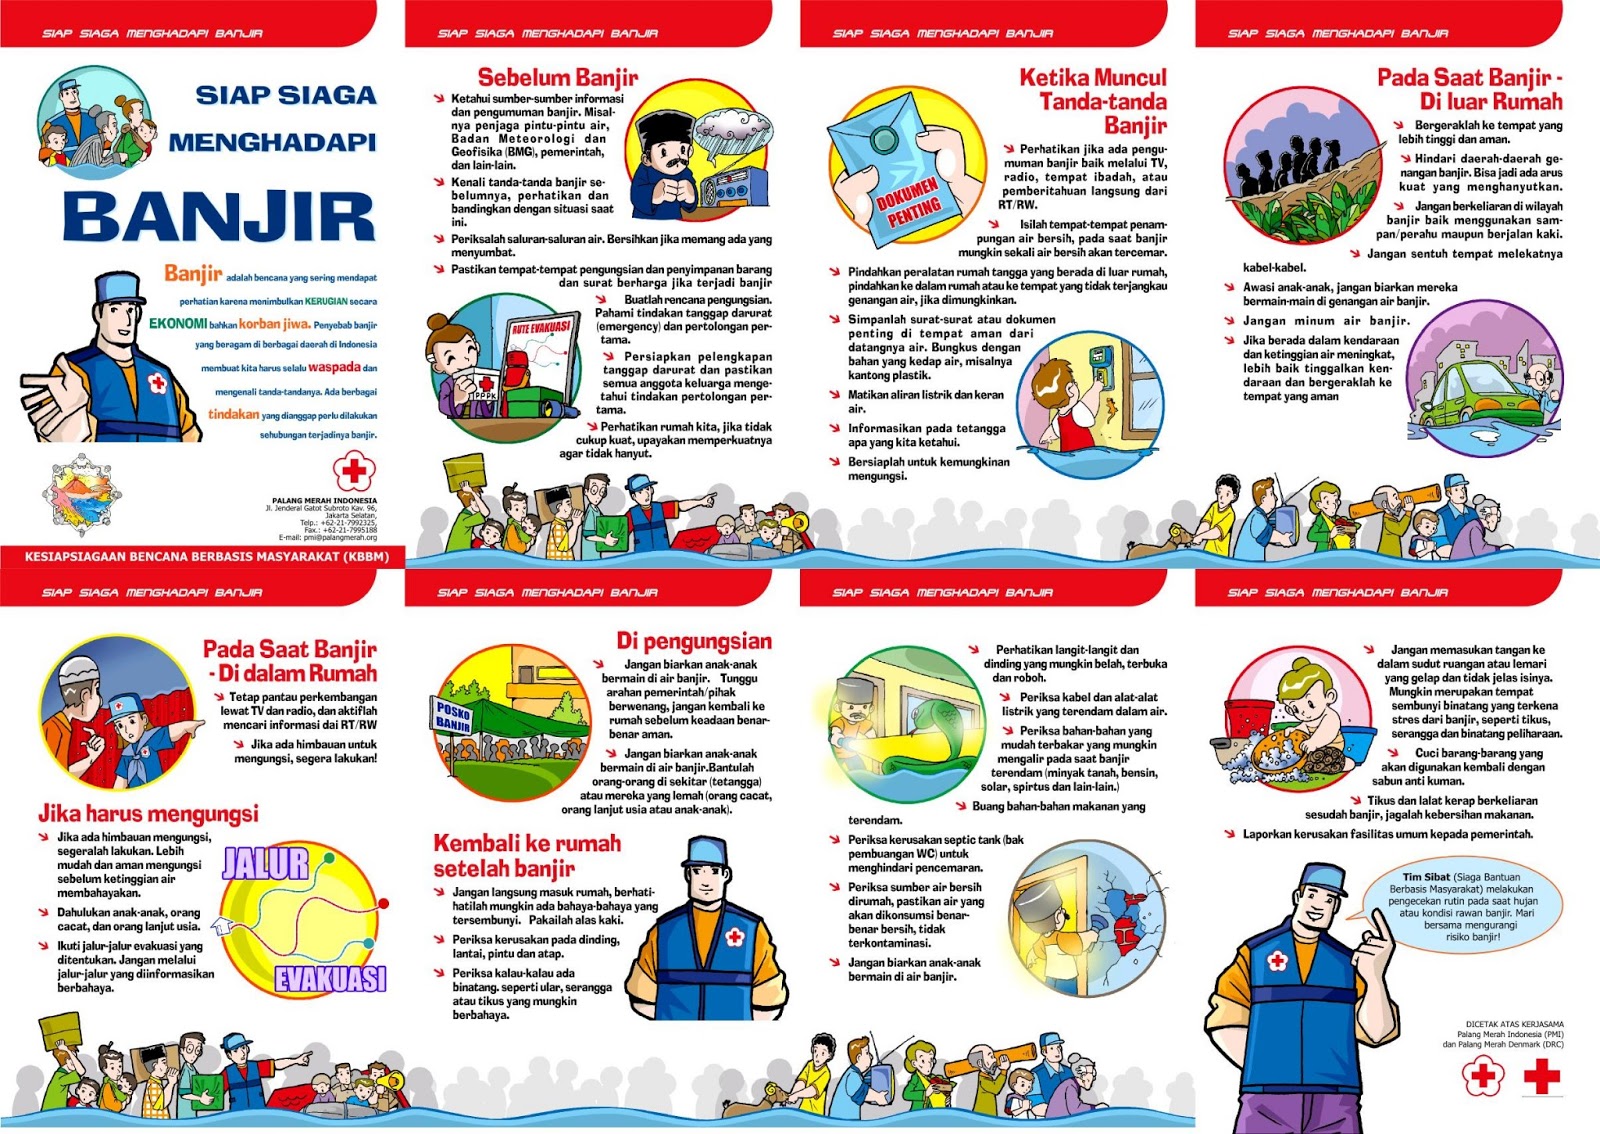 SIAP SIAGA MENGHADAPI BANJIR
SIAP SIAGA
MENGHADAPI
BANJIR
Banjir adalah bencana yang sering mendapat
perhatian karena menimbulkan KERUGIAN secara
EKONOMI bahkan korban jiwa. Penyebab banjir
yang beragam di berbagai daerah di Indonesia
membuat kita harus selalu waspada dan
mengenali tanda-tandanya. Ada berbagai
tindakan yang dianggap perlu dilakukan
sehubungan terjadinya banjir.
PALANG MERAH INDONESIA
Jl. Jenderal Gatot Subroto Kav. 96,
Jakarta Selatan,
Telp.: +62-21-7992325,
Fax.: +62-21-7995188
E-mail: pmi@palangmerah.org
KESIAPSIAGAAN BENCANA BERBASIS MASYARAKAT (KBBM)
SIAP SIAGA MENGHADAPI BANJIR
Sebelum Banjir
Ketahui sumber-sumber informasi
dan pengumuman banjir. Misal-
nya penjaga pintu-pintu air,
Badan Meteorologi dan
Geofisika (BMG), pemerintah,
dan lain-lain.
Kenali tanda-tanda banjir se-
belumnya, perhatikan dan
bandingkan dengan situasi saat
ini.
Periksalah saluran-saluran air. Bersihkan jika memang ada yang
menyumbat.
Pastikan tempat-tempat pengungsian dan penyimpanan barang
dan surat berharga jika terjadi banjir
RUTE EVAKUASI
PPPK
Buatlah rencana pengungsian.
Pahami tindakan tanggap darurat
(emergency) dan pertolongan per-
tama.
Persiapkan pelengkapan
tanggap darurat dan pastikan
semua anggota keluarga menge-
tahui tindakan pertolongan per-
tama.
Perhatikan rumah kita, jika tidak
cukup kuat, upayakan memperkuatnya
agar tidak hanyut.
SIAP SIAGA MENGHADAPI BANJIR
Ketika Muncul
Tanda-tanda
Banjir
DOKUMEN
PENTING
Perhatikan jika ada pengu-
muman banjir baik melalui TV,
radio, tempat ibadah, atau
pemberitahuan langsung dari
RT/RW.
Isilah tempat-tempat penam-
pungan air bersih, pada saat banjir
mungkin sekali air bersih akan tercemar.
Pindahkan peralatan rumah tangga yang berada di luar rumah,
pindahkan ke dalam rumah atau ke tempat yang tidak terjangkau
genangan air, jika dimungkinkan.
Simpanlah surat-surat atau dokumen
penting di tempat aman dari
datangnya air. Bungkus dengan
bahan yang kedap air, misalnya
kantong plastik.
Matikan aliran listrik dan keran
air.
Informasikan pada tetangga
apa yang kita ketahui.
Bersiaplah untuk kemungkinan
mengungsi.
SIAP SIAGA MENGHADAPI BANJIR
Pada Saat Banjir -
Di luar Rumah
Bergeraklah ke tempat yang
lebih tinggi dan aman.
Hindari daerah-daerah ge-
nangan banjir. Bisa jadi ada arus
kuat yang menghanyutkan.
Jangan berkeliaran di wilayah
banjir baik menggunakan sam-
pan/perahu maupun berjalan kaki.
Jangan sentuh tempat melekatnya
kabel-kabel.
Awasi anak-anak, jangan biarkan mereka
bermain-main di genangan air banjir.
Jangan minum air banjir.
Jika berada dalam kendaraan
dan ketinggian air meningkat,
lebih baik tinggalkan ken-
daraan dan bergeraklah ke
tempat yang aman
SIAP SIAGA MENGHADAPI BANJIR
Pada Saat Banjir
- Di dalam Rumah
Tetap pantau perkembangan
lewat TV dan radio, dan aktiflah
mencari informasi dai RT/RW
Jika ada himbauan untuk
mengungsi, segera lakukan!
Jika harus mengungsi
Jika ada himbauan mengungsi,
segeralah lakukan. Lebih
mudah dan aman mengungsi
sebelum ketinggian air
membahayakan.
Dahulukan anak-anak, orang
cacat, dan orang lanjut usia.
Ikuti jalur-jalur evakuasi yang
ditentukan. Jangan melalui
jalur-jalur yang diinformasikan
berbahaya.
JALUR
EVAKUASI
SIAP SIAGA MENGHADAPI BANJIR
Di pengungsian
POSKO
BANJIR
Jangan biarkan anak-anak
bermain di air banjir. Tunggu
arahan pemerintah/pihak
berwenang, jangan kembali ke
rumah sebelum keadaan benar-
benar aman.
Jangan biarkan anak-anak
bermain di air banjir.Bantulah
orang-orang di sekitar (tetangga)
atau mereka yang lemah (orang cacat,
orang lanjut usia atau anak-anak).
Kembali ke rumah
setelah banjir
Jangan langsung masuk rumah, berhati-
hatilah mungkin ada bahaya-bahaya yang
tersembunyi. Pakailah alas kaki.
Periksa kerusakan pada dinding,
lantai, pintu dan atap.
Periksa kalau-kalau ada
binatang. seperti ular, serangga
atau tikus yang mungkin
berbahaya.
SIAP SIAGA MENGHADAPI BANJIR
Perhatikan langit-langit dan
dinding yang mungkin belah, terbuka
dan roboh.
Periksa kabel dan alat-alat
listrik yang terendam dalam air.
Periksa bahan-bahan yang
mudah terbakar yang mungkin
mengalir pada saat banjir
terendam (minyak tanah, bensin,
solar, spirtus dan lain-lain.)
Buang bahan-bahan makanan yang
terendam.
Periksa kerusakan septic tank (bak
pembuangan WC) untuk
menghindari pencemaran.
Periksa sumber air bersih
dirumah, pastikan air yang
akan dikonsumsi benar-
benar bersih, tidak
terkontaminasi.
Jangan biarkan anak-anak
bermain di air banjir.
SIAP SIAGA MENGHADAPI BANJIR
Jangan memasukan tangan ke
dalam sudut ruangan atau lemari
yang gelap dan tidak jelas isinya.
Mungkin merupakan tempat
sembunyi binatang yang terkena
stres dari banjir, seperti tikus,
serangga dan binatang peliharaan.
Cuci barang-barang yang
akan digunakan kembali dengan
sabun anti kuman.
Tikus dan lalat kerap berkeliaran
sesudah banjir, jagalah kebersihan makanan.
Laporkan kerusakan fasilitas umum kepada pemerintah.
Tim Sibat (Siaga Bantuan
Berbasis Masyarakat) melakukan
pengecekan rutin pada saat hujan
atau kondisi rawan banjir. Mari
bersama mengurangi
risiko banjir!
DICETAK ATAS KERJASAMA
Palang Merah Indonesia (PMI)
dan Palang Merah Denmark (DRC)